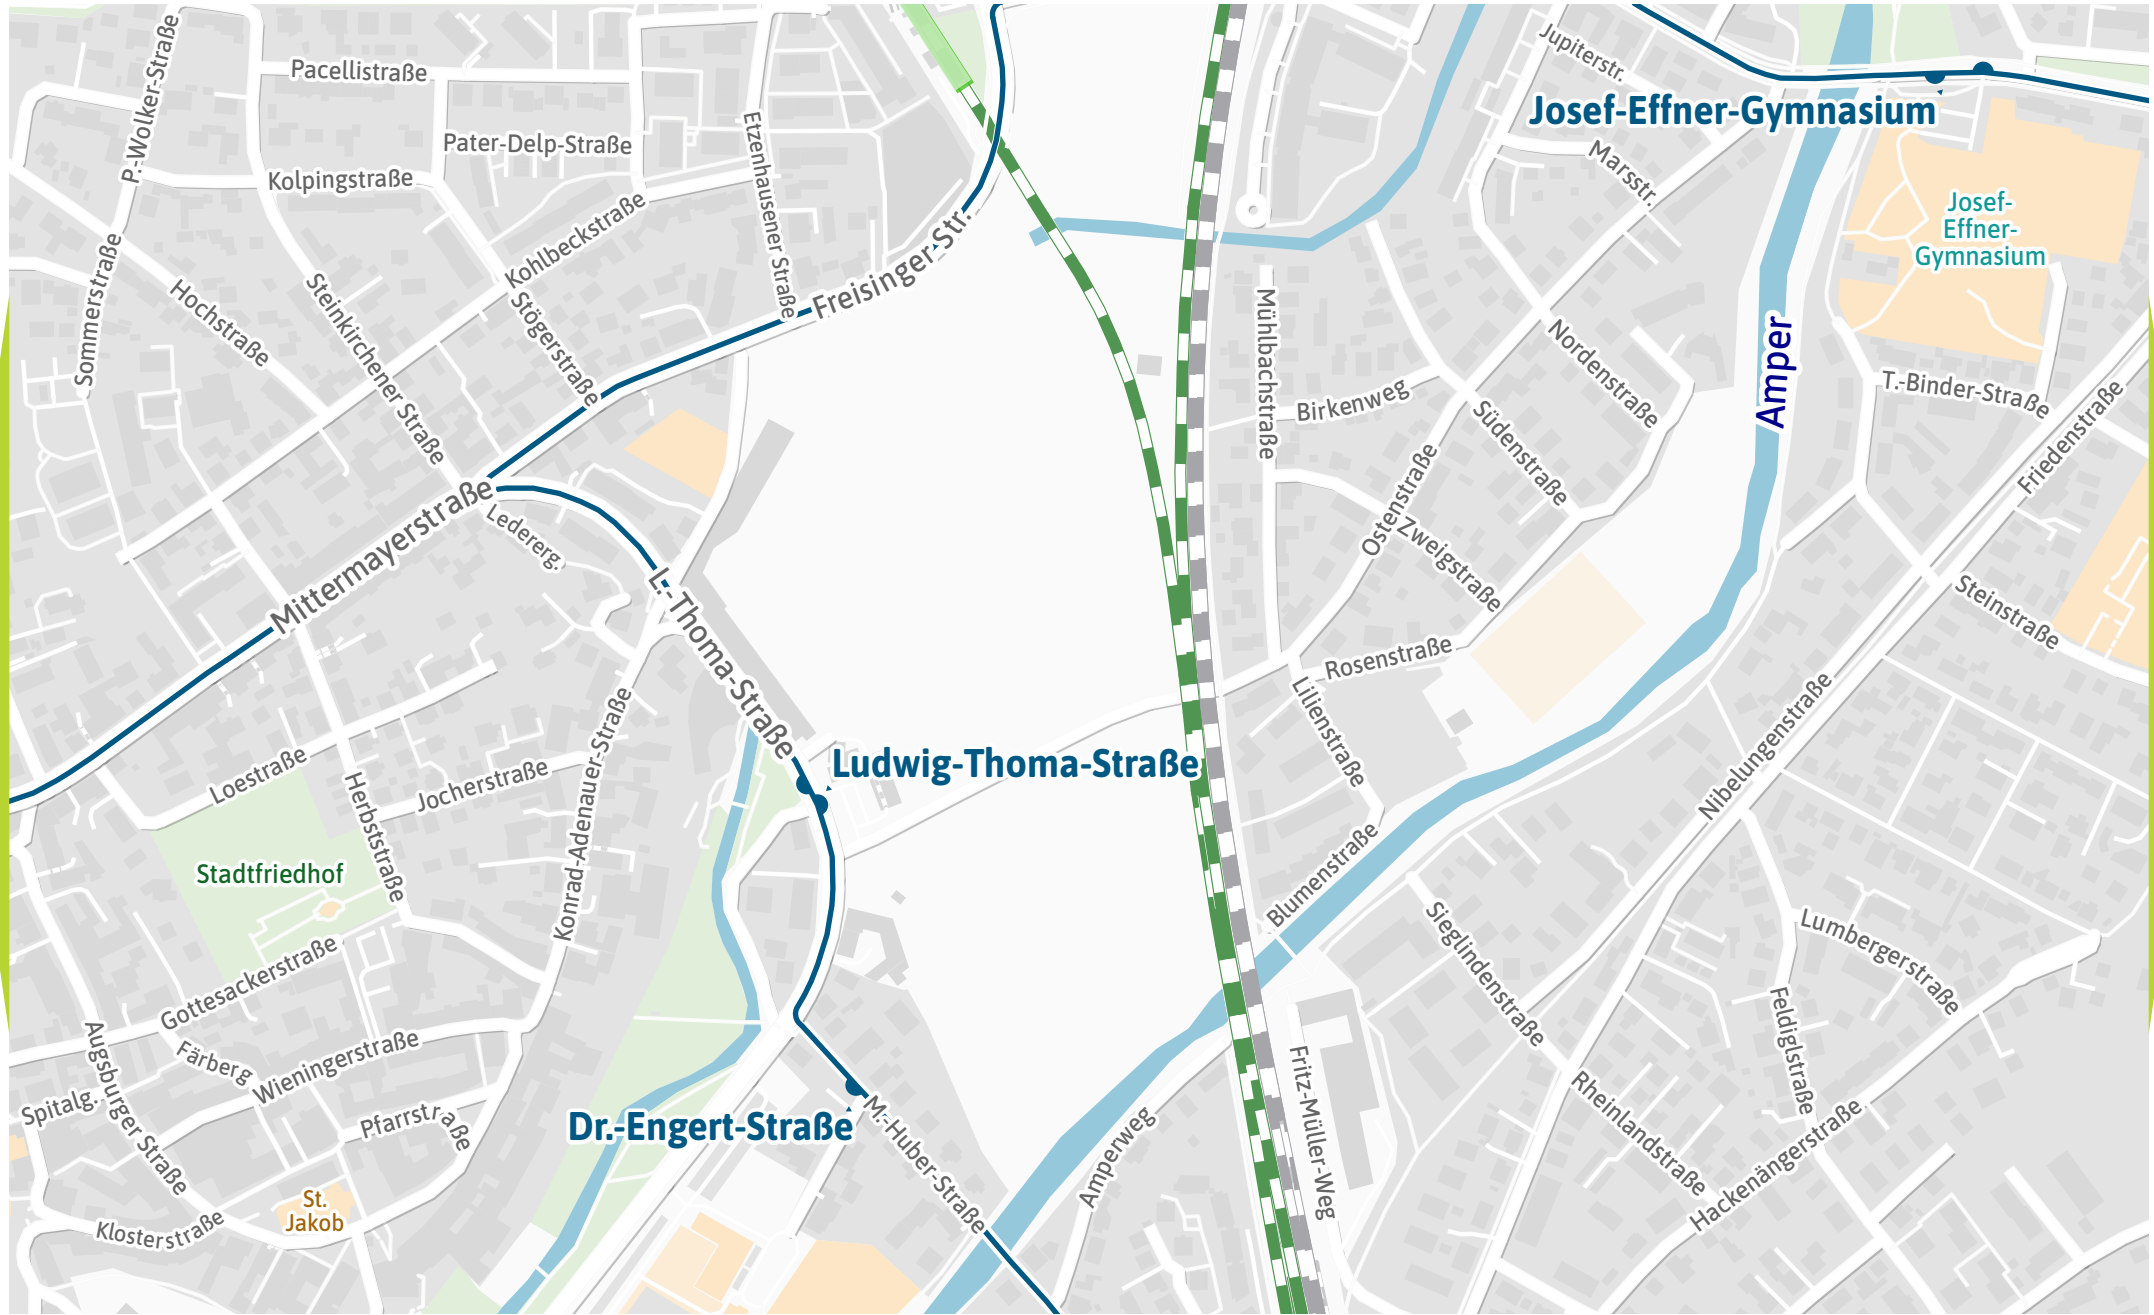 P.-Wolker-Straße
Pacellistraße
Jupiterstr.
Josef-Effner-Gymnasium
Etzenhausener Straße
Pater-Delp-Straße
Marsstr.
Kolpingstraße
Josef-
Effner-
Gymnasium
Kohlbeckstraße
Freisinger Str.
Sommerstraße
Hochstraße
Steinkirchener Straße
Stögerstraße
Mühlbachstraße
Nordenstraße
Amper
Birkenweg
Südenstraße
T.-Binder-Straße
Friedenstraße
Mittermayerstraße
Ledererg.
Ostenstraße
Zweigstraße
L.-Thoma-Straße
Steinstraße
Rosenstraße
Lilienstraße
Nibelungenstraße
Ludwig-Thoma-Straße
Loestraße
Jocherstraße
Herbststraße
Konrad-Adenauer-Straße
Stadtfriedhof
Blumenstraße
Sieglindenstraße
Lumbergerstraße
Gottesackerstraße
Feldiglstraße
Augsburger Straße
Färberg
Wieningerstraße
Spitalg.
Pfarrstraße
Dr.-Engert-Straße
M.-Huber-Straße
Amperweg
Fritz-Müller-Weg
Rheinlandstraße
Hackenängerstraße
St.
Jakob
Klosterstraße